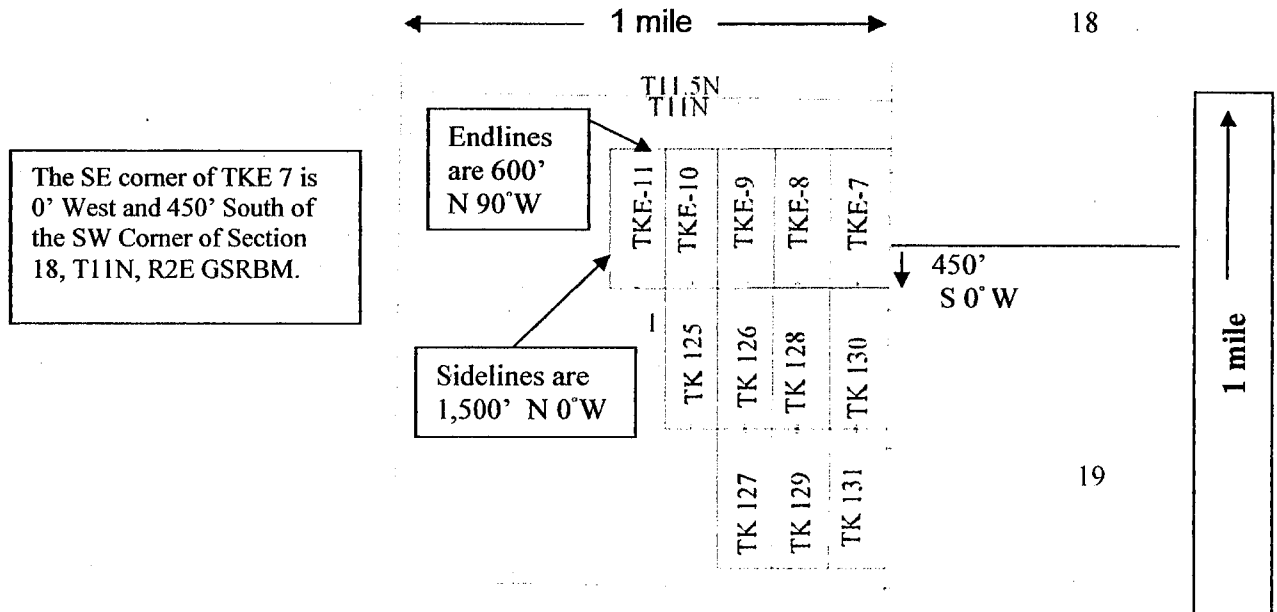 1 mile
18
T11.5N
T11N
Endlines
are 600'
N 90°W
The SE corner of TKE 7 is
0' West and 450' South of
the SW Corner of Section
18, T11N, R2E GSRBM.
TKE-11
TKE-10
TKE-9
TKE-8
TKE-7
450'
S 0° W
1 mile
1
Sidelines are
1,500' N 0°W
TK 125
TK 126
TK 128
TK 130
TK 127
TK 129
TK 131
19